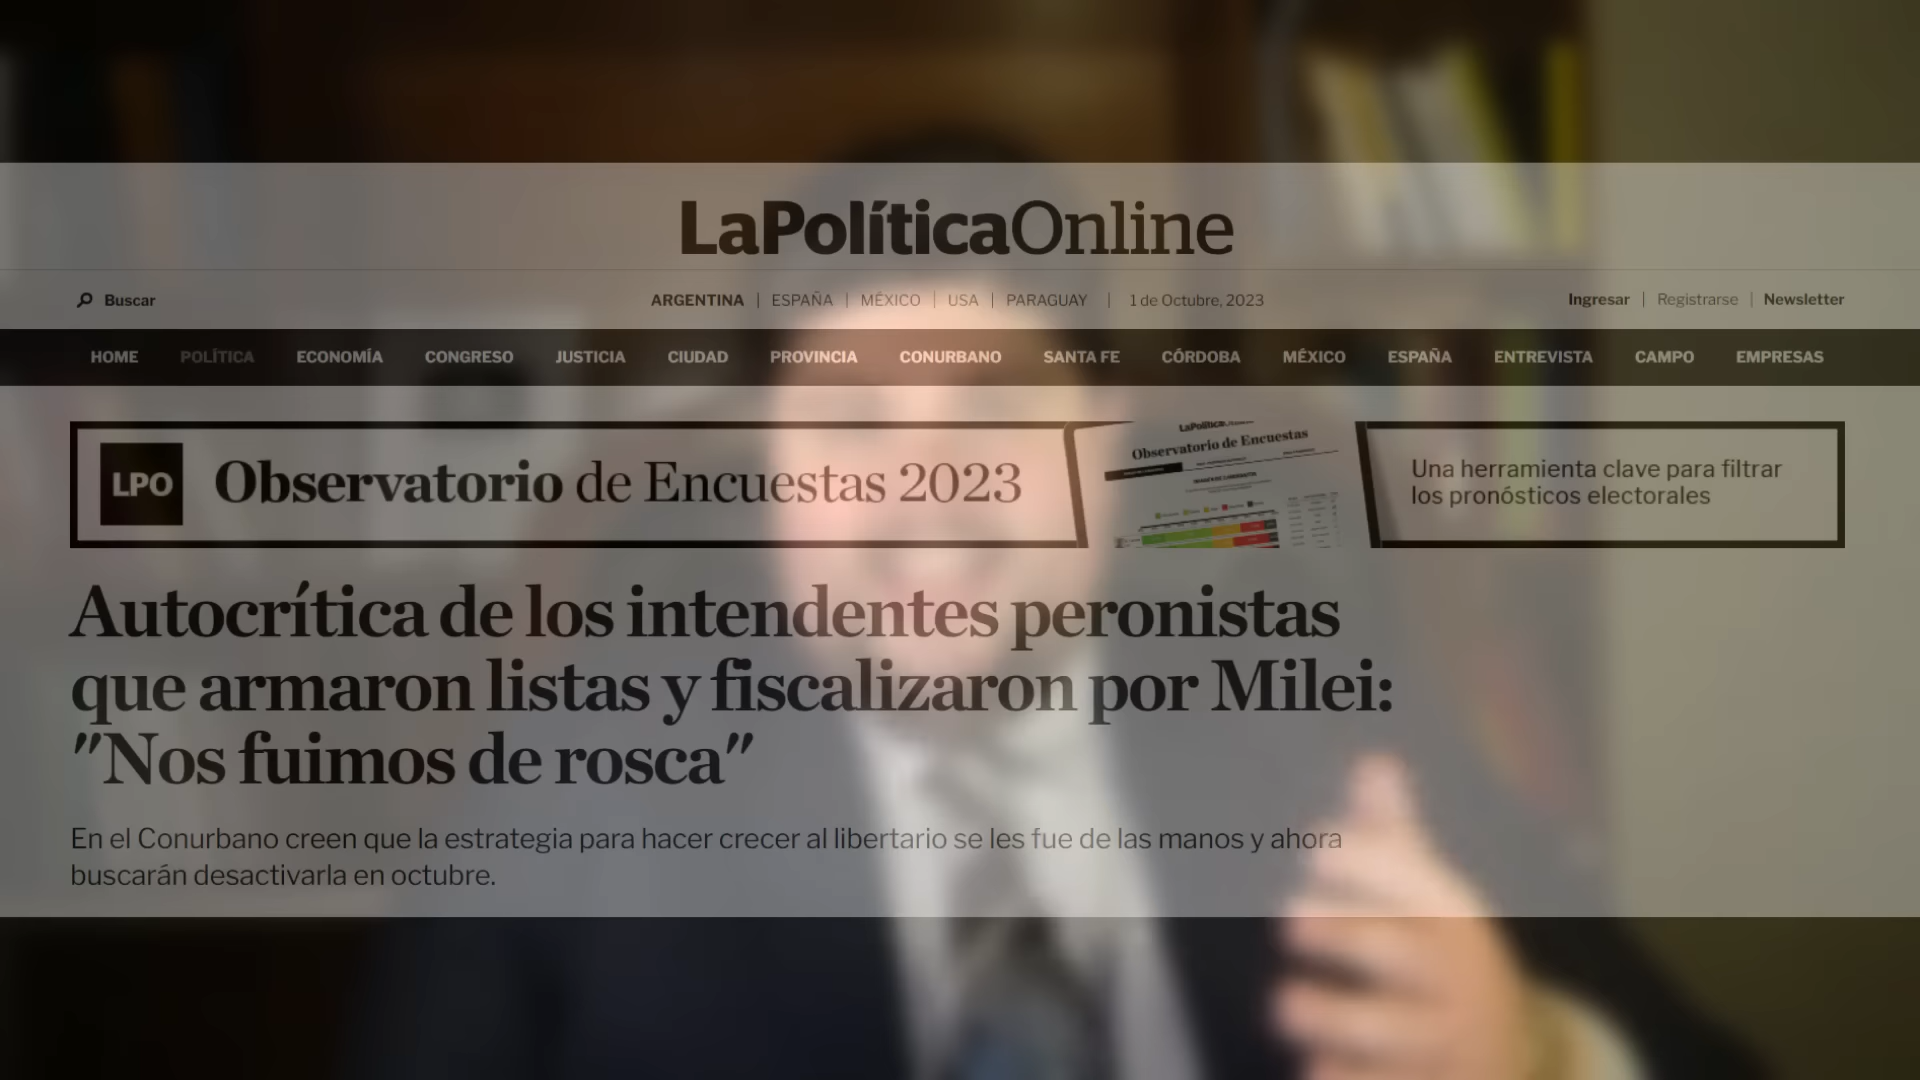 LaPolíticaOnline
Buscar
ARGENTINA | ESPAÑA | MÉXICO | USA | PARAGUAY | 1 de Octubre, 2023
Ingresar | Registrarse | Newsletter
HOME POLÍTICA ECONOMÍA CONGRESO JUSTICIA CIUDAD PROVINCIA CONURBANO SANTA FE CÓRDOBA MÉXICO ESPAÑA ENTREVISTA CAMPO EMPRESAS
LPO
Observatorio de Encuestas 2023
Observatorio de Encuestas
Una herramienta clave para filtrar
los pronósticos electorales
Autocrítica de los intendentes peronistas
que armaron listas y fiscalizaron por Milei:
"Nos fuimos de rosca"
En el Conurbano creen que la estrategia para hacer crecer al libertario se les fue de las manos y ahora
buscarán desactivarla en octubre.